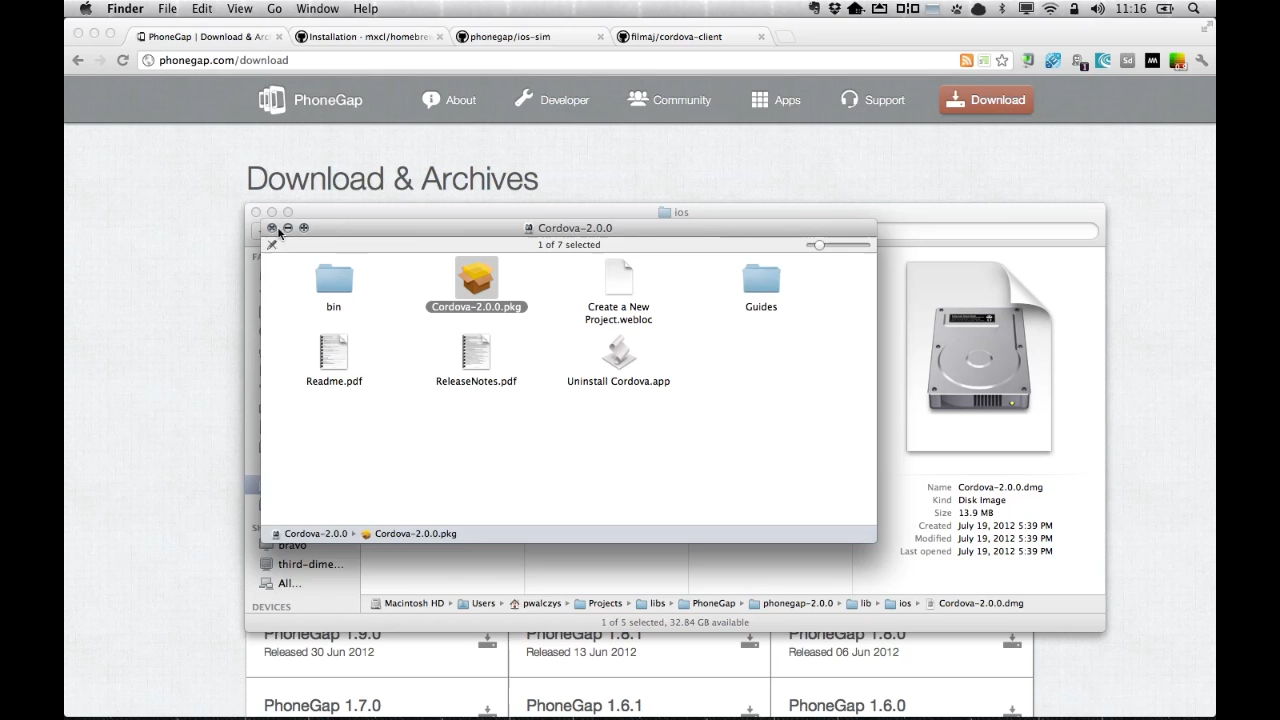 Finder File Edit View Go Window Help 11:16
PhoneGap | Download & Arc
Installation - mxcl/homebre
phonegap/ios-sim
filmaj/cordova-client
phonegap.com/download
PhoneGap
About
Developer
Community
Apps
Support
Download
Download & Archives
ios
Cordova-2.0.0
1 of 7 selected
bin
Cordova-2.0.0.pkg
Create a New
Project.webloc
Guides
Readme.pdf
ReleaseNotes.pdf
Uninstall Cordova.app
Cordova-2.0.0 Cordova-2.0.0.pkg
Name Cordova-2.0.0.dmg
Kind Disk Image
Size 13.9 MB
Created July 19, 2012 5:39 PM
Modified July 19, 2012 5:39 PM
Last opened July 19, 2012 5:39 PM
bravo
third-dime...
All...
DEVICES
Macintosh HD Users pwalczys Projects libs PhoneGap phonegap-2.0.0 lib ios Cordova-2.0.0.dmg
1 of 5 selected, 32.84 GB available
PhoneGap 1.9.0
Released 30 Jun 2012
PhoneGap 1.8.1
Released 13 Jun 2012
PhoneGap 1.8.0
Released 06 Jun 2012
PhoneGap 1.7.0
PhoneGap 1.6.1
PhoneGap 1.6.0